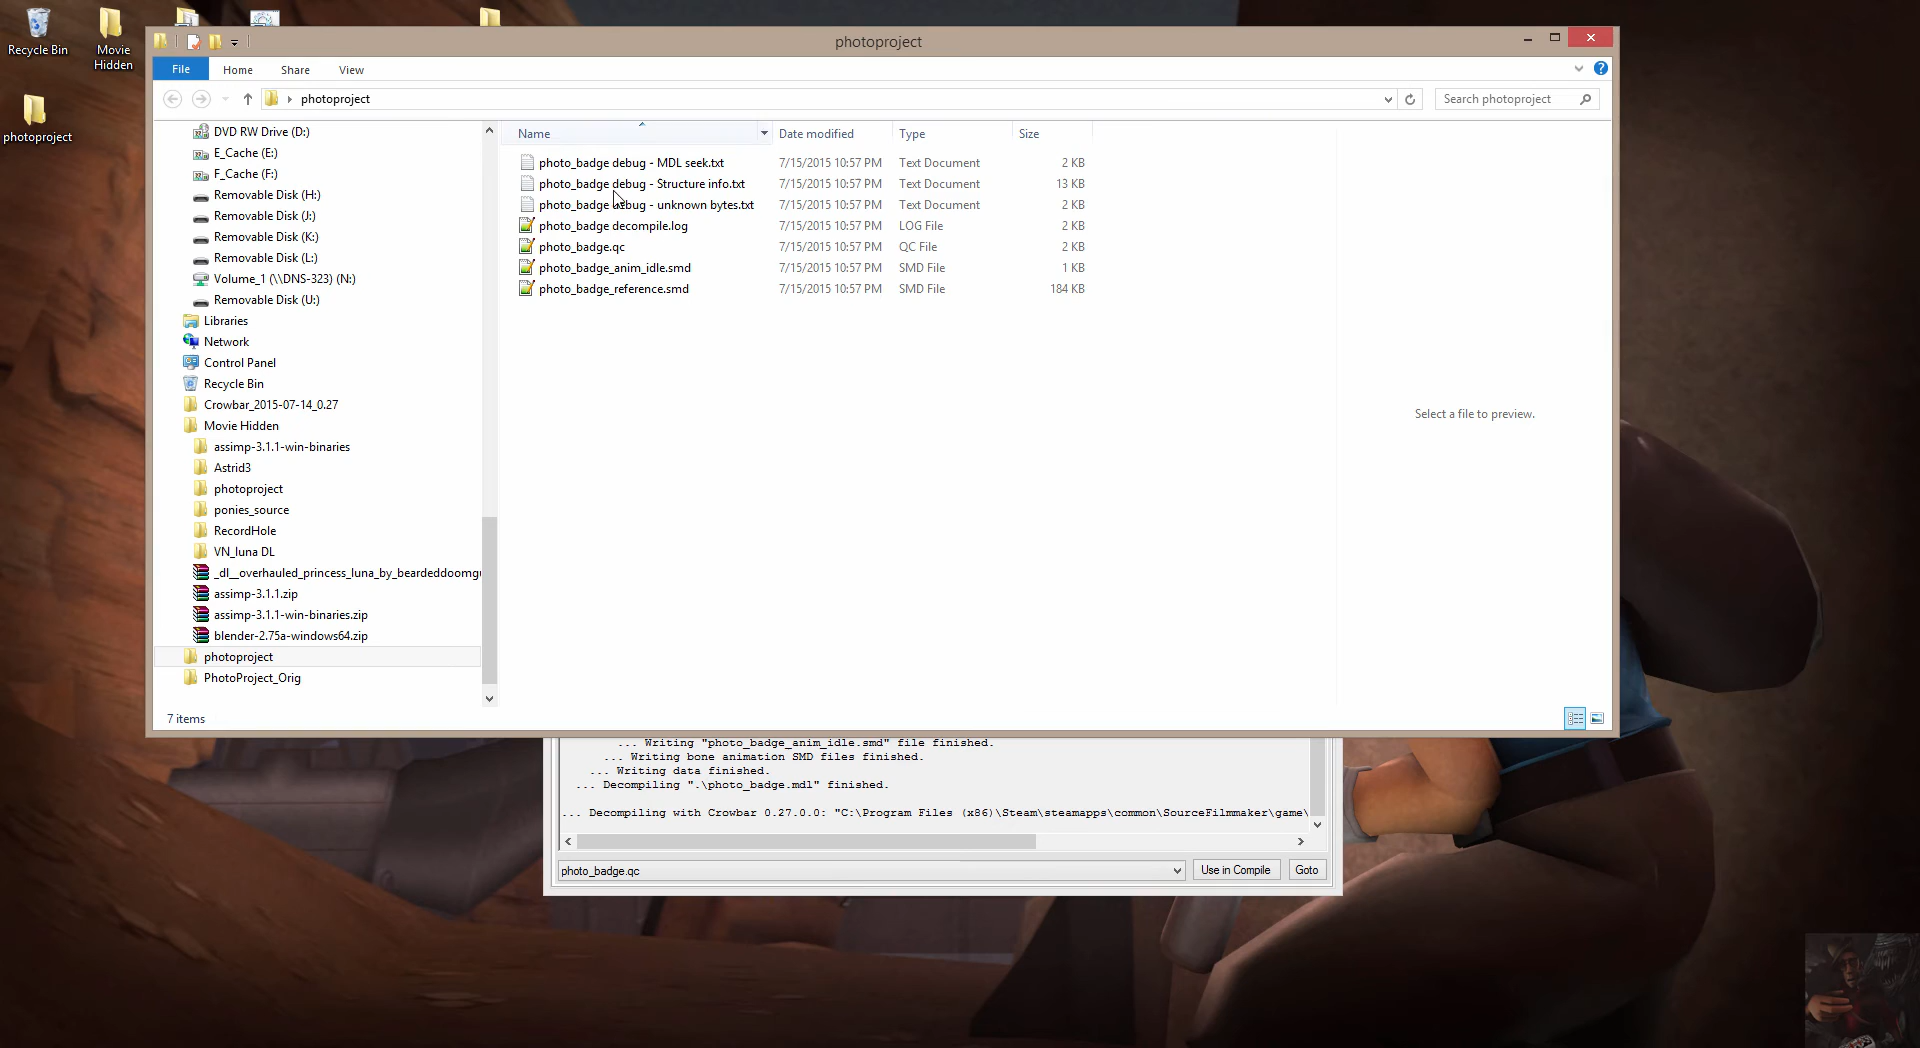 Recycle Bin
Movie Hidden
photoproject
photoproject
File Home Share View
photoproject
Search photoproject
DVD RW Drive (D:)
E_Cache (E:)
F_Cache (F:)
Removable Disk (H:)
Removable Disk (J:)
Removable Disk (K:)
Removable Disk (L:)
Volume_1 (\\DNS-323) (N:)
Removable Disk (U:)
Libraries
Network
Control Panel
Recycle Bin
Crowbar_2015-07-14_0.27
Movie Hidden
assimp-3.1.1-win-binaries
Astrid3
photoproject
ponies_source
RecordHole
VN_luna DL
_dl__overhauled_princess_luna_by_beardeddoomgu
assimp-3.1.1.zip
assimp-3.1.1-win-binaries.zip
blender-2.75a-windows64.zip
photoproject
PhotoProject_Orig
Name Date modified Type Size
photo_badge debug - MDL seek.txt 7/15/2015 10:57 PM Text Document 2 KB
photo_badge debug - Structure info.txt 7/15/2015 10:57 PM Text Document 13 KB
photo_badge debug - unknown bytes.txt 7/15/2015 10:57 PM Text Document 2 KB
photo_badge decompile.log 7/15/2015 10:57 PM LOG File 2 KB
photo_badge.qc 7/15/2015 10:57 PM QC File 2 KB
photo_badge_anim_idle.smd 7/15/2015 10:57 PM SMD File 1 KB
photo_badge_reference.smd 7/15/2015 10:57 PM SMD File 184 KB
Select a file to preview.
7 items
... Writing "photo_badge_anim_idle.smd" file finished.
... Writing bone animation SMD files finished.
... Writing data finished.
... Decompiling ".\photo_badge.mdl" finished.
... Decompiling with Crowbar 0.27.0.0: "C:\Program Files (x86)\Steam\steamapps\common\SourceFilmmaker\game\
photo_badge.qc Use in Compile Goto